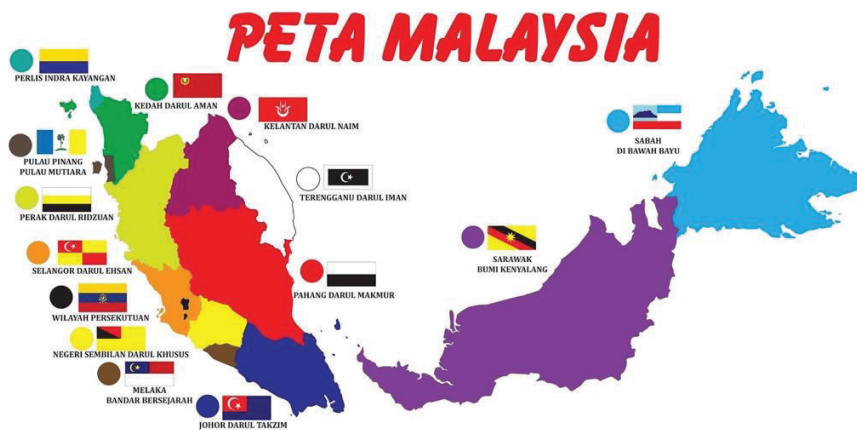 PETA MALAYSIA
PERLIS INDRA KAYANGAN
KEDAH DARUL AMAN
KELANTAN DARUL NAIM
SABAH
DI BAWAH BAYU
PULAU PINANG
PULAU MUTIARA
TERENGGANU DARUL IMAN
PERAK DARUL RIDZUAN
SARAWAK
BUMI KENYALANG
SELANGOR DARUL EHSAN
PAHANG DARUL MAKMUR
WILAYAH PERSEKUTUAN
NEGERI SEMBILAN DARUL KHUSUS
MELAKA
BANDAR BERSEJARAH
JOHOR DARUL TAKZIM